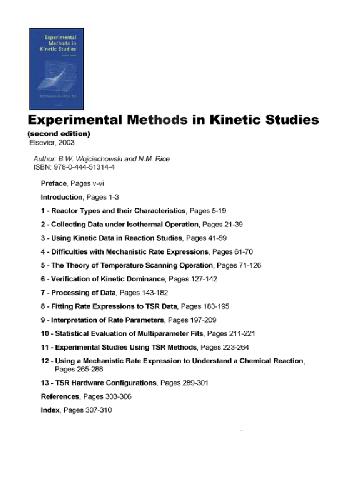 Experimental
Methods in
Kinetic Studies
Experimental Methods in Kinetic Studies
(second edition)
Elsevier, 2003
Author: B.W. Wojciechowski and N.M. Rice
ISBN: 978-0-444-51314-4
Preface, Pages v-vi
Introduction, Pages 1-3
1 - Reactor Types and their Characteristics, Pages 5-19
2 - Collecting Data under Isothermal Operation, Pages 21-39
3 - Using Kinetic Data in Reaction Studies, Pages 41-59
4 - Difficulties with Mechanistic Rate Expressions, Pages 61-70
5 - The Theory of Temperature Scanning Operation, Pages 71-126
6 - Verification of Kinetic Dominance, Pages 127-142
7 - Processing of Data, Pages 143-182
8 - Fitting Rate Expressions to TSR Data, Pages 183-195
9 - Interpretation of Rate Parameters, Pages 197-209
10 - Statistical Evaluation of Multiparameter Fits, Pages 211-221
11 - Experimental Studies Using TSR Methods, Pages 223-264
12 - Using a Mechanistic Rate Expression to Understand a Chemical Reaction,
Pages 265-288
13 - TSR Hardware Configurations, Pages 289-301
References, Pages 303-306
Index, Pages 307-310